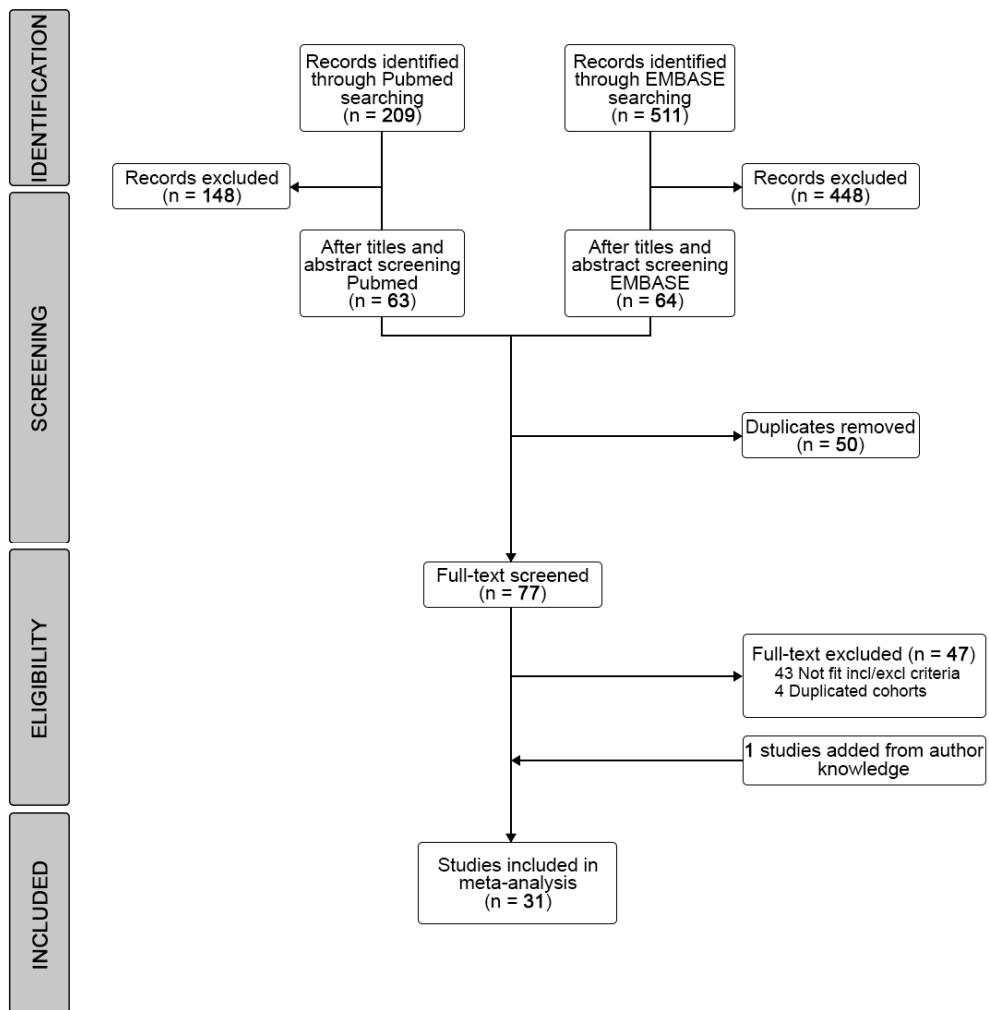 IDENTIFICATION
Records identified
through Pubmed
searching
(n = 209)
Records identified
through EMBASE
searching
(n = 511)
Records excluded
(n = 148)
Records excluded
(n = 448)
SCREENING
After titles and
abstract screening
Pubmed
(n = 63)
After titles and
abstract screening
EMBASE
(n = 64)
Duplicates removed
(n = 50)
ELIGIBILITY
Full-text screened
(n = 77)
Full-text excluded (n = 47)
43 Not fit incl/excl criteria
4 Duplicated cohorts
1 studies added from author
knowledge
INCLUDED
Studies included in
meta-analysis
(n = 31)